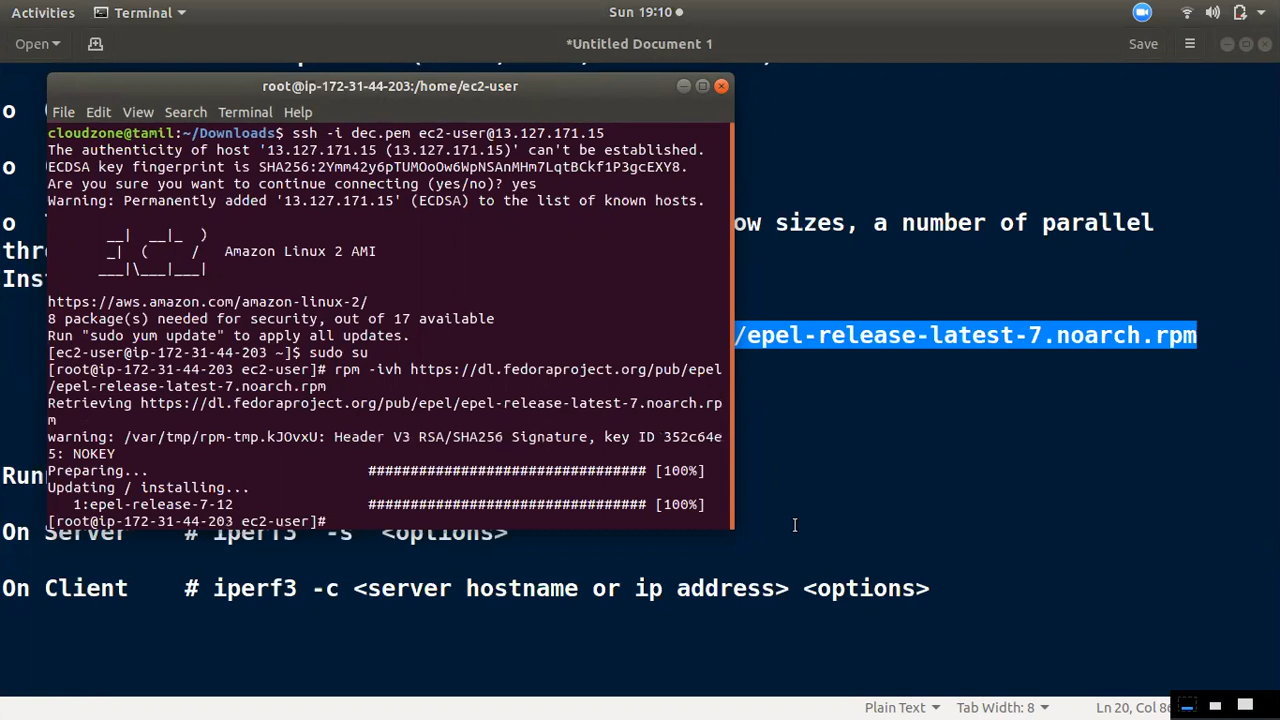 Activities Terminal Sun 19:10
Open *Untitled Document 1 Save
root@ip-172-31-44-203:/home/ec2-user
File Edit View Search Terminal Help
cloudzone@tamil:~/Downloads$ ssh -i dec.pem ec2-user@13.127.171.15
The authenticity of host '13.127.171.15 (13.127.171.15)' can't be established.
ECDSA key fingerprint is SHA256:2Ymm42y6pTUMOoOw6WpNSAnMHm7LqtBCkf1P3gcEXY8.
Are you sure you want to continue connecting (yes/no)? yes
Warning: Permanently added '13.127.171.15' (ECDSA) to the list of known hosts.
__| __|_ )
_| ( / Amazon Linux 2 AMI
___|\___|___|
https://aws.amazon.com/amazon-linux-2/
8 package(s) needed for security, out of 17 available
Run "sudo yum update" to apply all updates.
[ec2-user@ip-172-31-44-203 ~]$ sudo su
[root@ip-172-31-44-203 ec2-user]# rpm -ivh https://dl.fedoraproject.org/pub/epel
/epel-release-latest-7.noarch.rpm
Retrieving https://dl.fedoraproject.org/pub/epel/epel-release-latest-7.noarch.rp
m
warning: /var/tmp/rpm-tmp.kJOvxU: Header V3 RSA/SHA256 Signature, key ID 352c64e
5: NOKEY
Preparing... ################################# [100%]
Updating / installing...
1:epel-release-7-12 ################################# [100%]
[root@ip-172-31-44-203 ec2-user]#
o
o
o ow sizes, a number of parallel
thr
Ins
/epel-release-latest-7.noarch.rpm
Run
On Server # iperf3 -s <options>
On Client # iperf3 -c <server hostname or ip address> <options>
Plain Text Tab Width: 8 Ln 20, Col 86